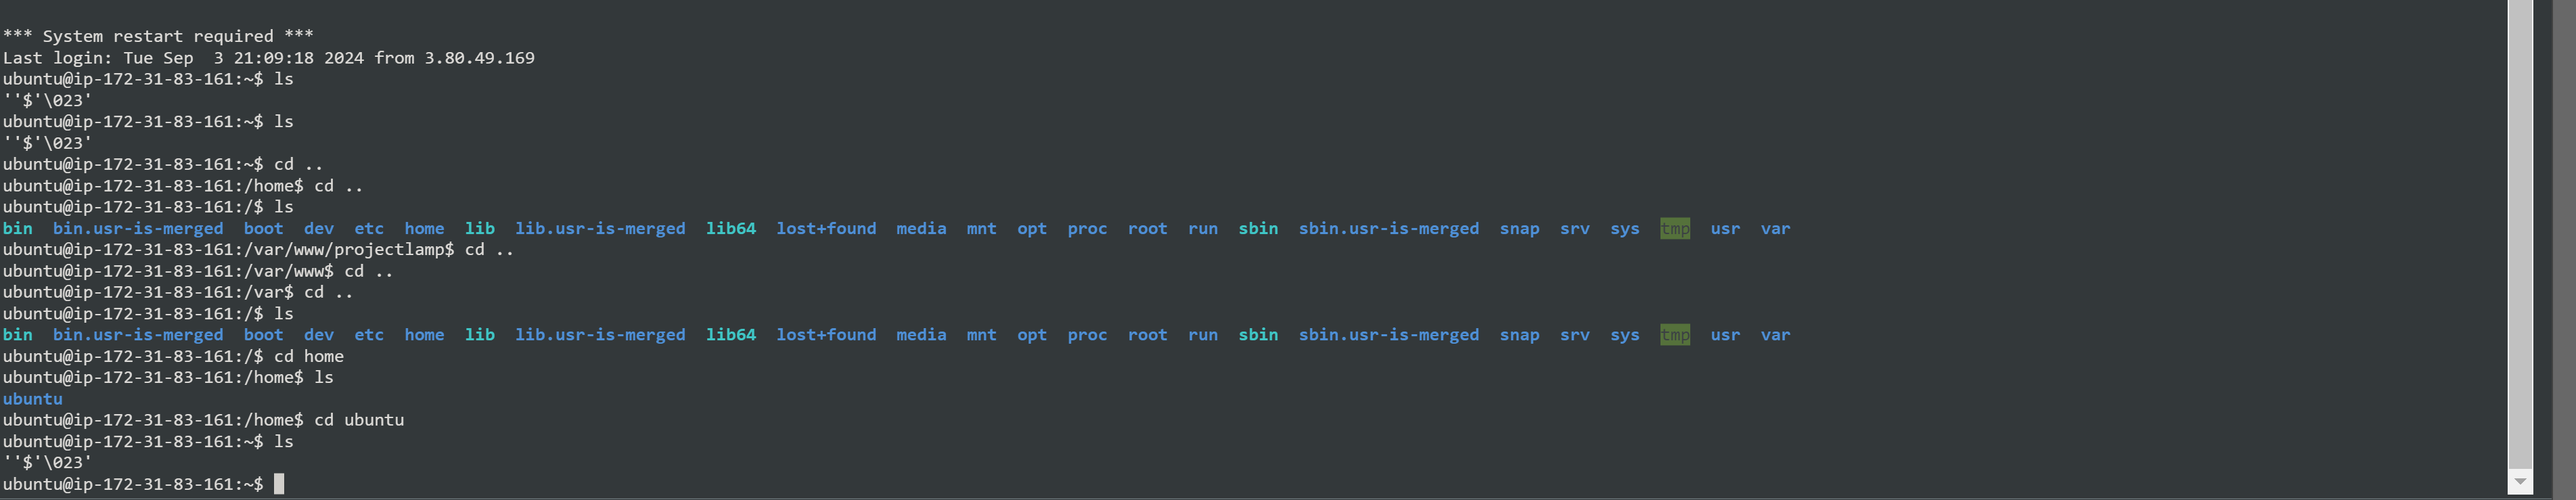 *** System restart required ***
Last login: Tue Sep  3 21:09:18 2024 from 3.80.49.169
ubuntu@ip-172-31-83-161:~$ ls
''$'\023'
ubuntu@ip-172-31-83-161:~$ ls
''$'\023'
ubuntu@ip-172-31-83-161:~$ cd ..
ubuntu@ip-172-31-83-161:/home$ cd ..
ubuntu@ip-172-31-83-161:/$ ls
bin  bin.usr-is-merged  boot  dev  etc  home  lib  lib.usr-is-merged  lib64  lost+found  media  mnt  opt  proc  root  run  sbin  sbin.usr-is-merged  snap  srv  sys  tmp  usr  var
ubuntu@ip-172-31-83-161:/var/www/projectlamp$ cd ..
ubuntu@ip-172-31-83-161:/var/www$ cd ..
ubuntu@ip-172-31-83-161:/var$ cd ..
ubuntu@ip-172-31-83-161:/$ ls
bin  bin.usr-is-merged  boot  dev  etc  home  lib  lib.usr-is-merged  lib64  lost+found  media  mnt  opt  proc  root  run  sbin  sbin.usr-is-merged  snap  srv  sys  tmp  usr  var
ubuntu@ip-172-31-83-161:/$ cd home
ubuntu@ip-172-31-83-161:/home$ ls
ubuntu
ubuntu@ip-172-31-83-161:/home$ cd ubuntu
ubuntu@ip-172-31-83-161:~$ ls
''$'\023'
ubuntu@ip-172-31-83-161:~$